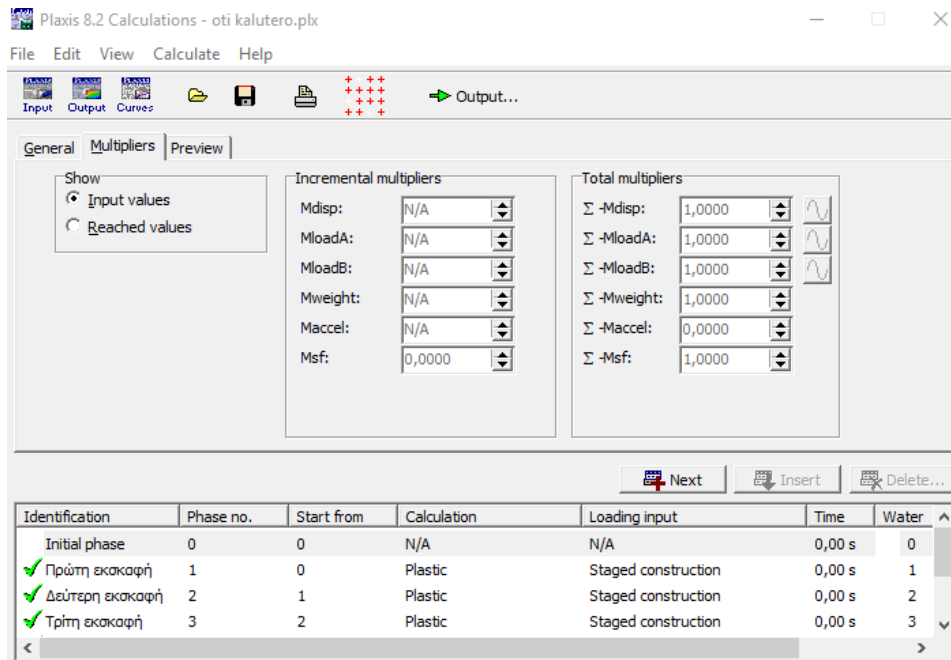 Plaxis 8.2 Calculations - oti kalutero.plx
File Edit View Calculate Help
Input Output Curves Output...
General Multipliers Preview
Show Incremental multipliers Total multipliers
Input values Mdisp: N/A Σ -Mdisp: 1,0000
Reached values MloadA: N/A Σ -MloadA: 1,0000
MloadB: N/A Σ -MloadB: 1,0000
Mweight: N/A Σ -Mweight: 1,0000
Maccel: N/A Σ -Maccel: 0,0000
Msf: 0,0000 Σ -Msf: 1,0000
Next Insert Delete...
Identification Phase no. Start from Calculation Loading input Time Water
Initial phase 0 0 N/A N/A 0,00 s 0
Πρώτη εκσκαφή 1 0 Plastic Staged construction 0,00 s 1
Δεύτερη εκσκαφή 2 1 Plastic Staged construction 0,00 s 2
Τρίτη εκσκαφή 3 2 Plastic Staged construction 0,00 s 3